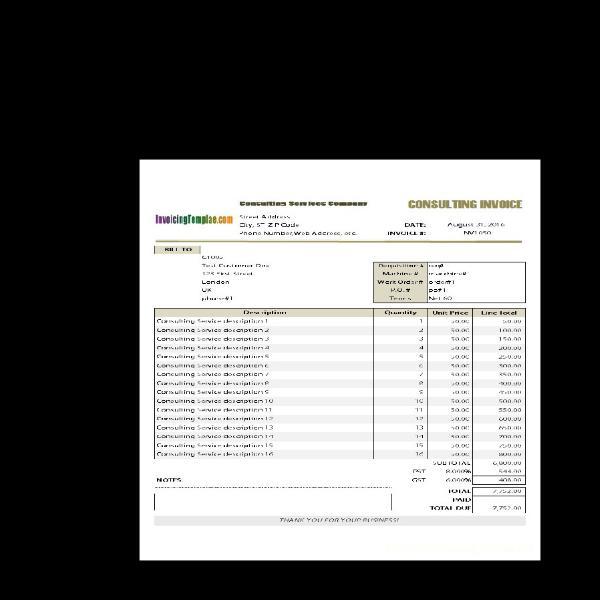 Consulting Services Company
CONSULTING INVOICE
InvoicingTemplae.com
Street Address
City, ST ZIP Code
DATE: August 31, 2016
Phone Number,Web Address, etc.
INVOICE #:
BILL TO
Test Customer
123 First Street
Requisition #
Machine #
London
Work Order # order#1
UK
P.O. # po#1
phone#1
Terms Net 60
Description Quantity Unit Price Line Total
Consulting Service description 1 1 50.00 50.00
Consulting Service description 2 2 50.00 100.00
Consulting Service description 3 3 50.00 150.00
Consulting Service description 4 4 50.00 200.00
Consulting Service description 5 5 50.00 250.00
Consulting Service description 6 6 50.00 300.00
Consulting Service description 7 7 50.00 350.00
Consulting Service description 8 8 50.00 400.00
Consulting Service description 9 9 50.00 450.00
Consulting Service description 10 10 50.00 500.00
Consulting Service description 11 11 50.00 550.00
Consulting Service description 12 12 50.00 600.00
Consulting Service description 13 13 50.00 650.00
Consulting Service description 14 14 50.00 700.00
Consulting Service description 15 15 50.00 750.00
Consulting Service description 16 16 50.00 800.00
SUBTOTAL 6,800.00
PST 8.000% 544.00
NOTES: GST 6.000% 408.00
TOTAL 7,752.00
PAID
TOTAL DUE 7,752.00
THANK YOU FOR YOUR BUSINESS!